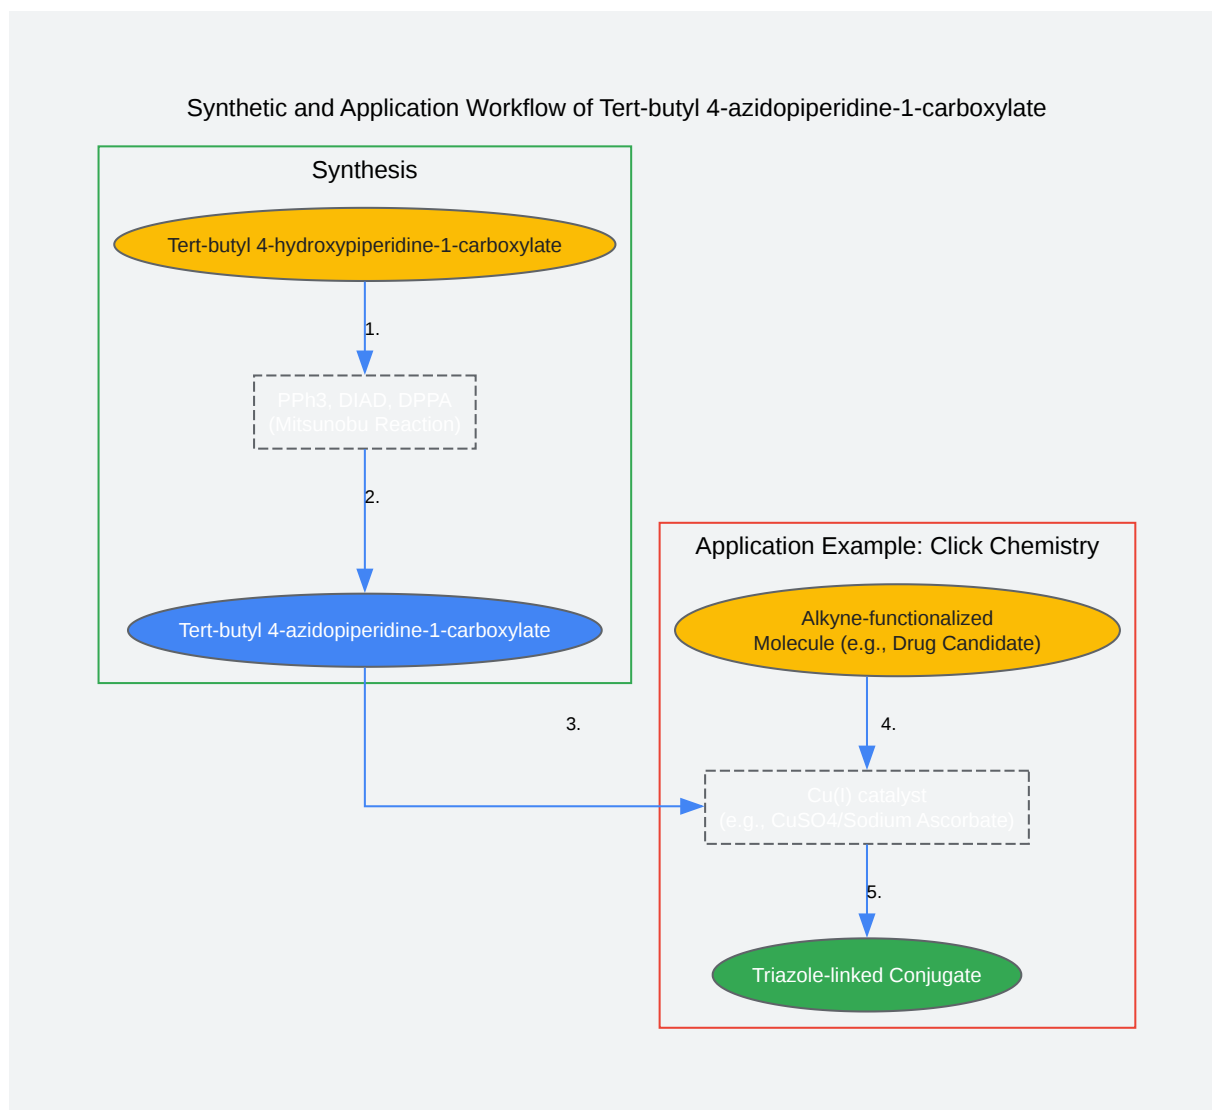 Synthetic and Application Workflow of Tert-butyl 4-azidopiperidine-1-carboxylate
Synthesis
Tert-butyl 4-hydroxypiperidine-1-carboxylate
1.
PPh3, DIAD, DPPA
(Mitsunobu Reaction)
2.
Tert-butyl 4-azidopiperidine-1-carboxylate
3.
Application Example: Click Chemistry
Alkyne-functionalized
Molecule (e.g., Drug Candidate)
4.
Cu(I) catalyst
(e.g., CuSO4/Sodium Ascorbate)
5.
Triazole-linked Conjugate